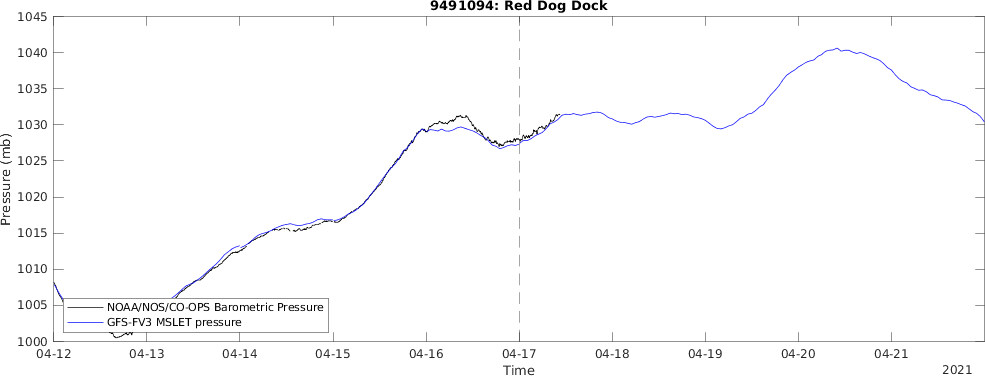 9491094: Red Dog Dock
1045
1040
1035
1030
1025
1020
1015
1010
1005
1000
Pressure (mb)
NOAA/NOS/CO-OPS Barometric Pressure
GFS-FV3 MSLET pressure
04-12 04-13 04-14 04-15 04-16 04-17 04-18 04-19 04-20 04-21
Time
2021